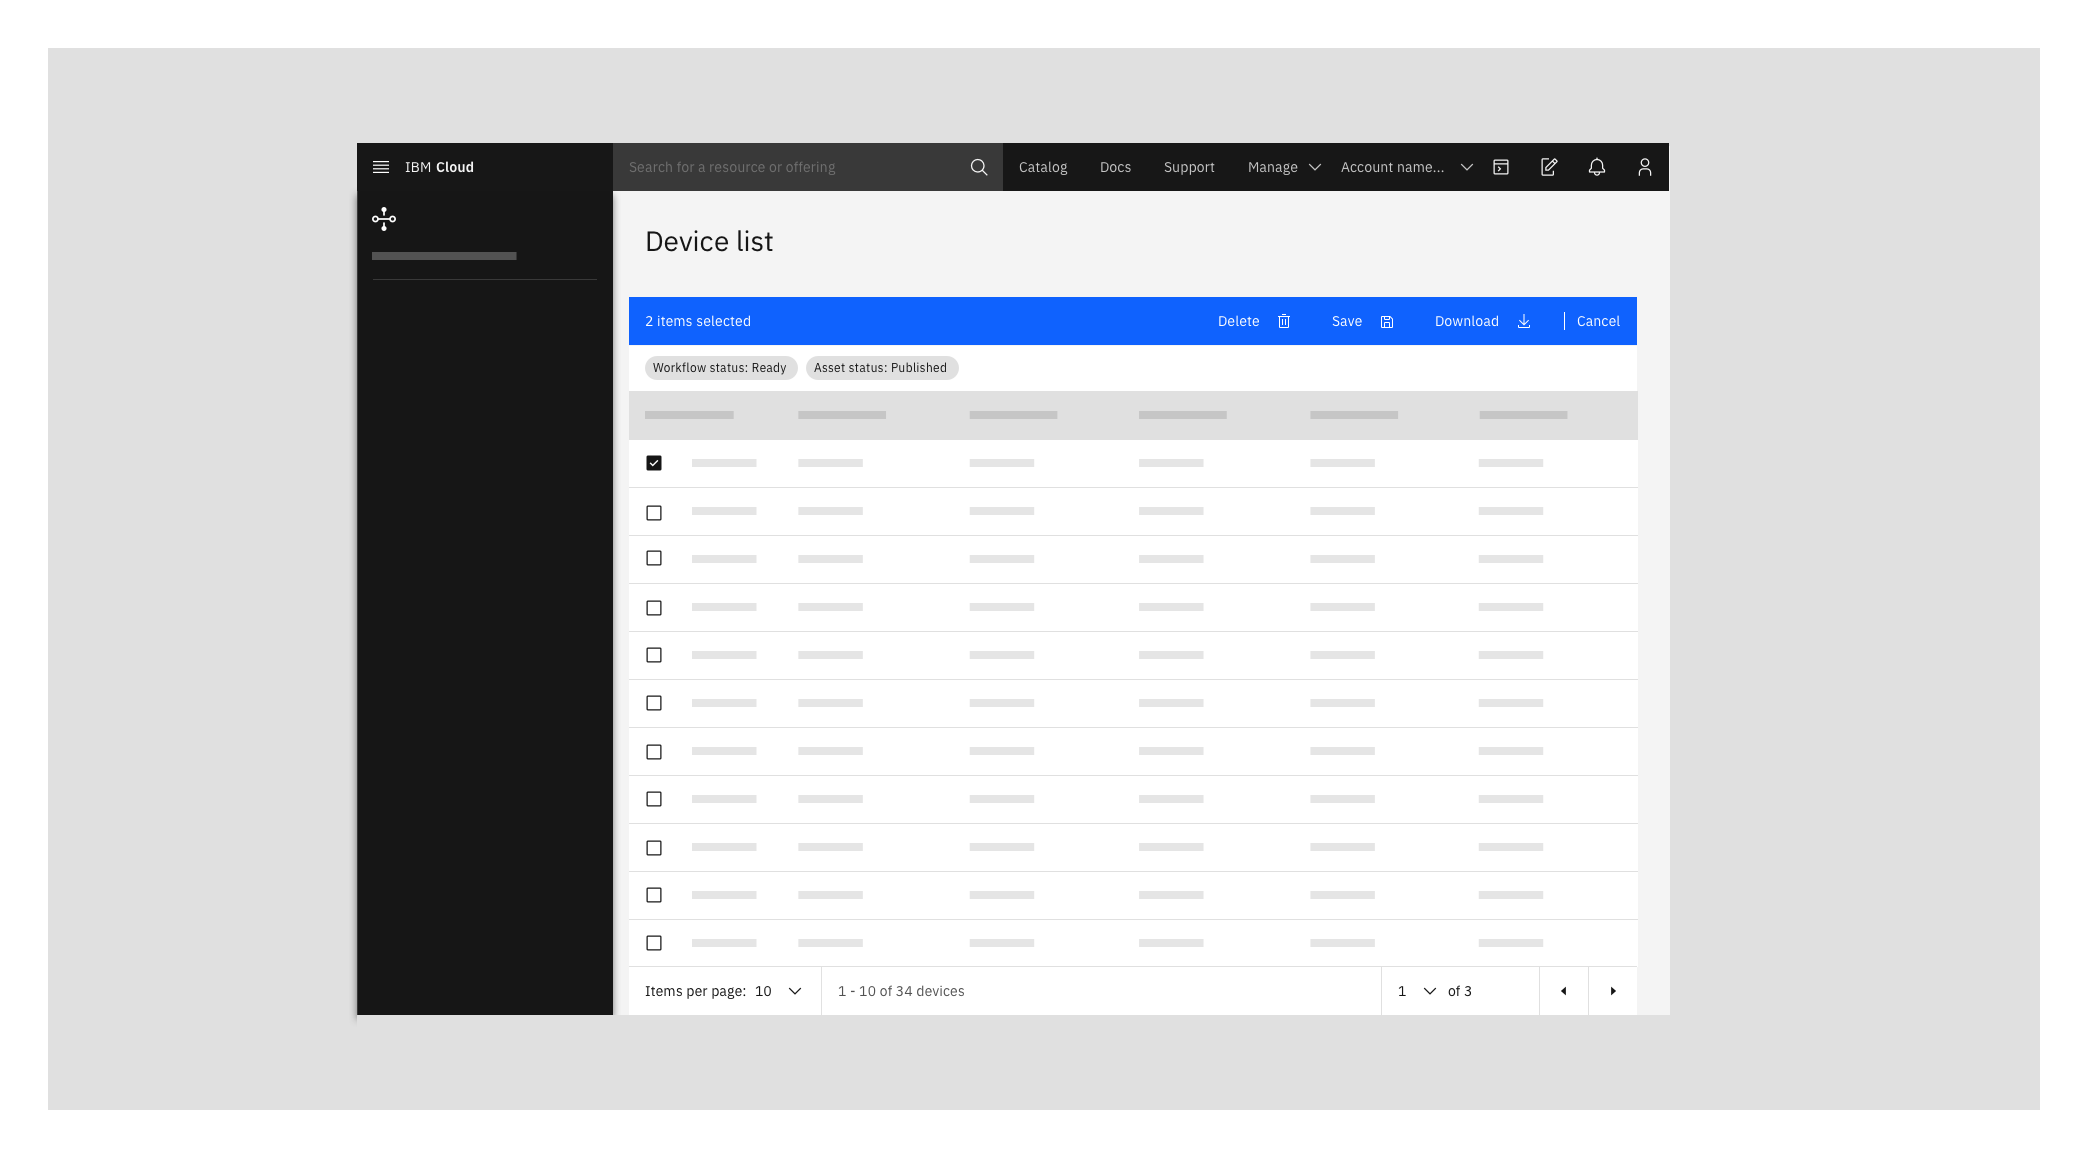 IBM Cloud
Search for a resource or offering
Catalog
Docs
Support
Manage
Account name...
Device list
2 items selected
Delete
Save
Download
Cancel
Workflow status: Ready
Asset status: Published
Items per page: 10
1 - 10 of 34 devices
1
of 3